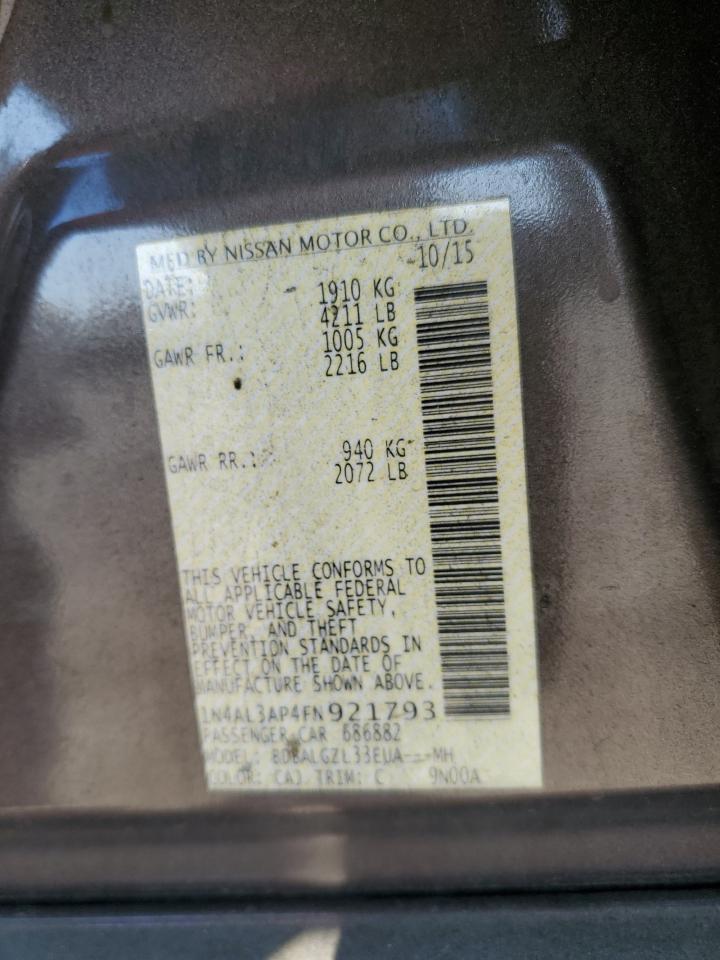 MFD BY NISSAN MOTOR CO., LTD.
DATE: 10/15
GVWR: 1910 KG
4211 LB
GAWR FR.: 1005 KG
2216 LB
GAWR RR.: 940 KG
2072 LB
THIS VEHICLE CONFORMS TO
ALL APPLICABLE FEDERAL
MOTOR VEHICLE SAFETY,
BUMPER, AND THEFT
PREVENTION STANDARDS IN
EFFECT ON THE DATE OF
MANUFACTURE SHOWN ABOVE.
1N4AL3AP4FN921793
PASSENGER CAR 686882
MODEL: BDBALGZL33EUA---MH
COLOR: CAJ TRIM: C 9N00A